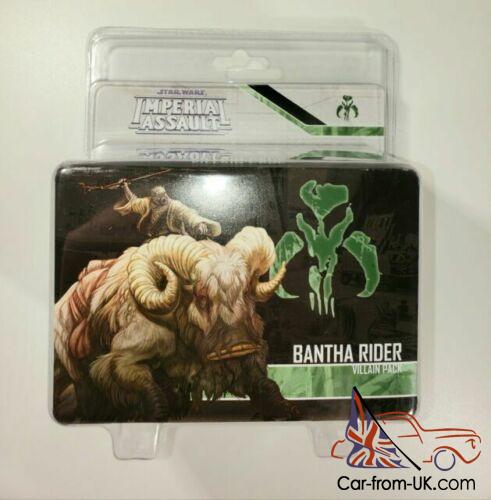 STAR WARS
IMPERIAL
ASSAULT
BANTHA RIDER
VILLAIN PACK
Car-from-UK.com